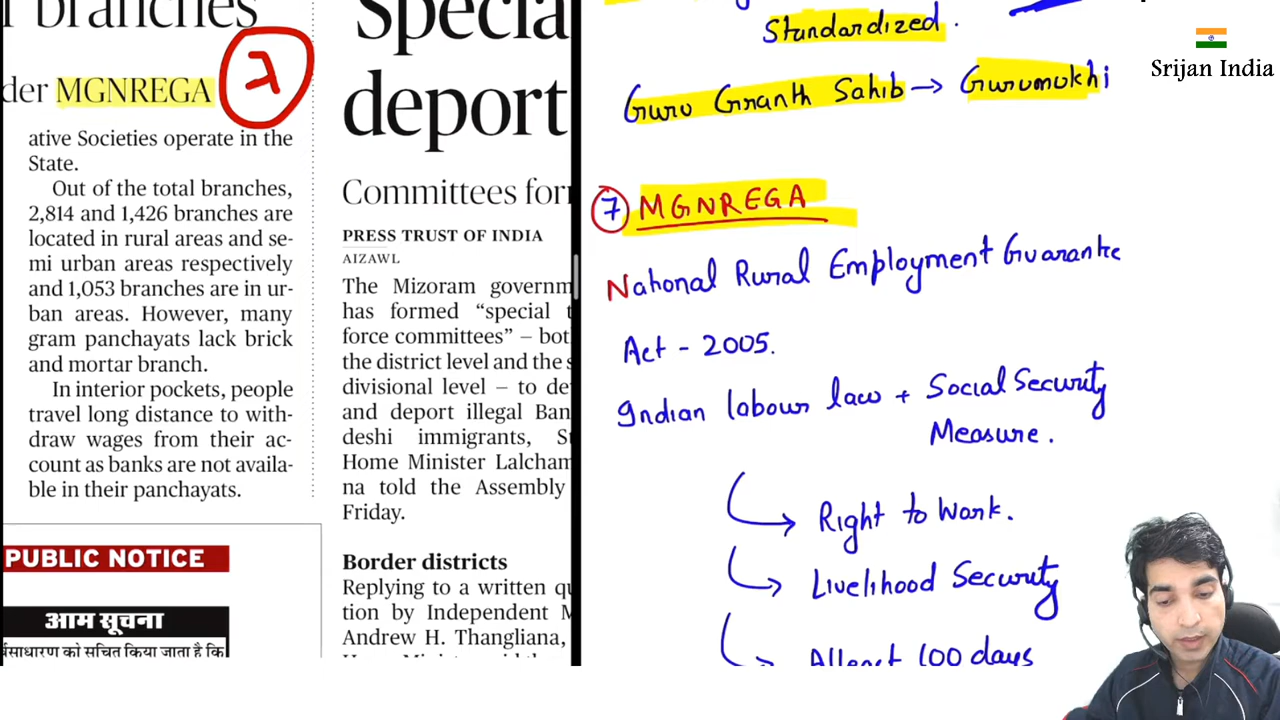 branches
der MGNREGA
7
ative Societies operate in the
State.
Out of the total branches,
2,814 and 1,426 branches are
located in rural areas and se-
mi urban areas respectively
and 1,053 branches are in ur-
ban areas. However, many
gram panchayats lack brick
and mortar branch.
In interior pockets, people
travel long distance to with-
draw wages from their ac-
count as banks are not availa-
ble in their panchayats.
PUBLIC NOTICE
आम सूचना
र्वसाधारण को सूचित किया जाता है कि
Specia
deport
Committees for
PRESS TRUST OF INDIA
AIZAWL
The Mizoram governm
has formed “special t
force committees” – bot
the district level and the s
divisional level – to de
and deport illegal Ban
deshi immigrants, S
Home Minister Lalcham
na told the Assembly
Friday.
Border districts
Replying to a written qu
tion by Independent M
Andrew H. Thangliana,
Standardized.
Guru Granth Sahib → Gurumukhi
7 MGNREGA
National Rural Employment Guarantee
Act - 2005.
Indian labour law + Social Security
Measure.
Right to Work.
Livelihood Security
Atleast 100 days
Srijan India